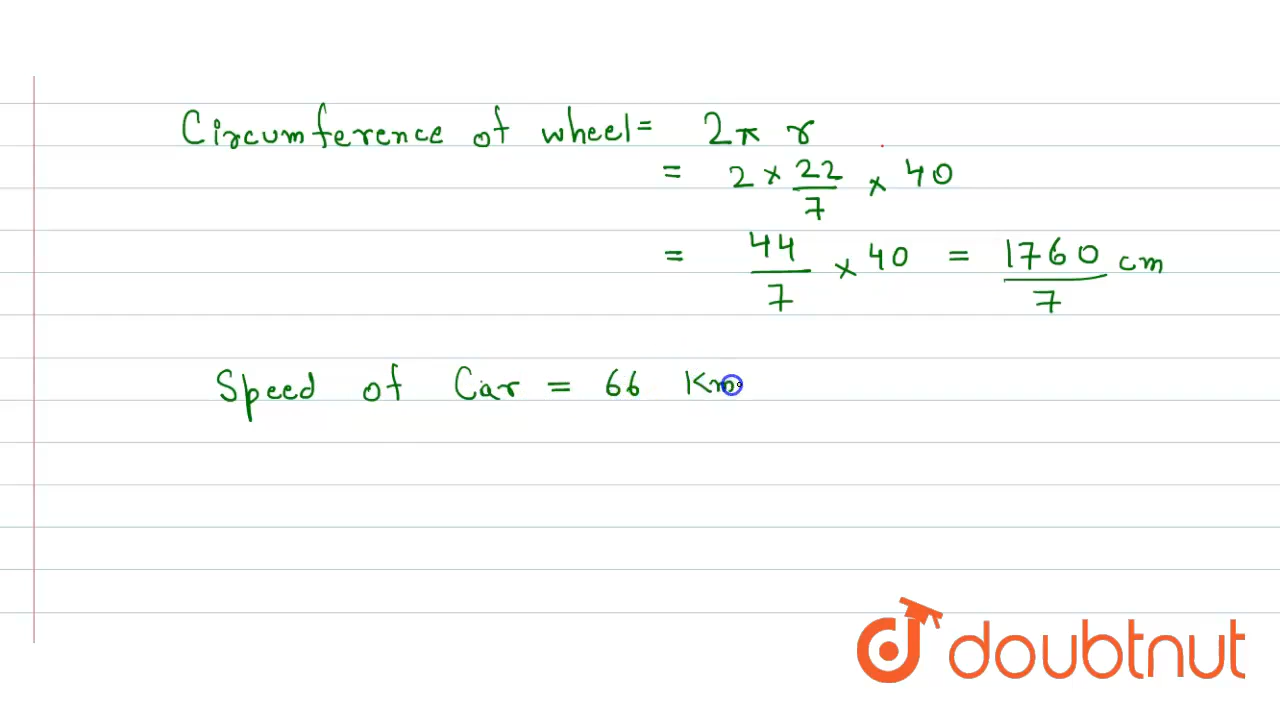 Circumference of wheel = 2π r
= 2 × 22/7 × 40
= 44/7 × 40 = 1760/7 cm
Speed of Car = 66 Km
doubtnut